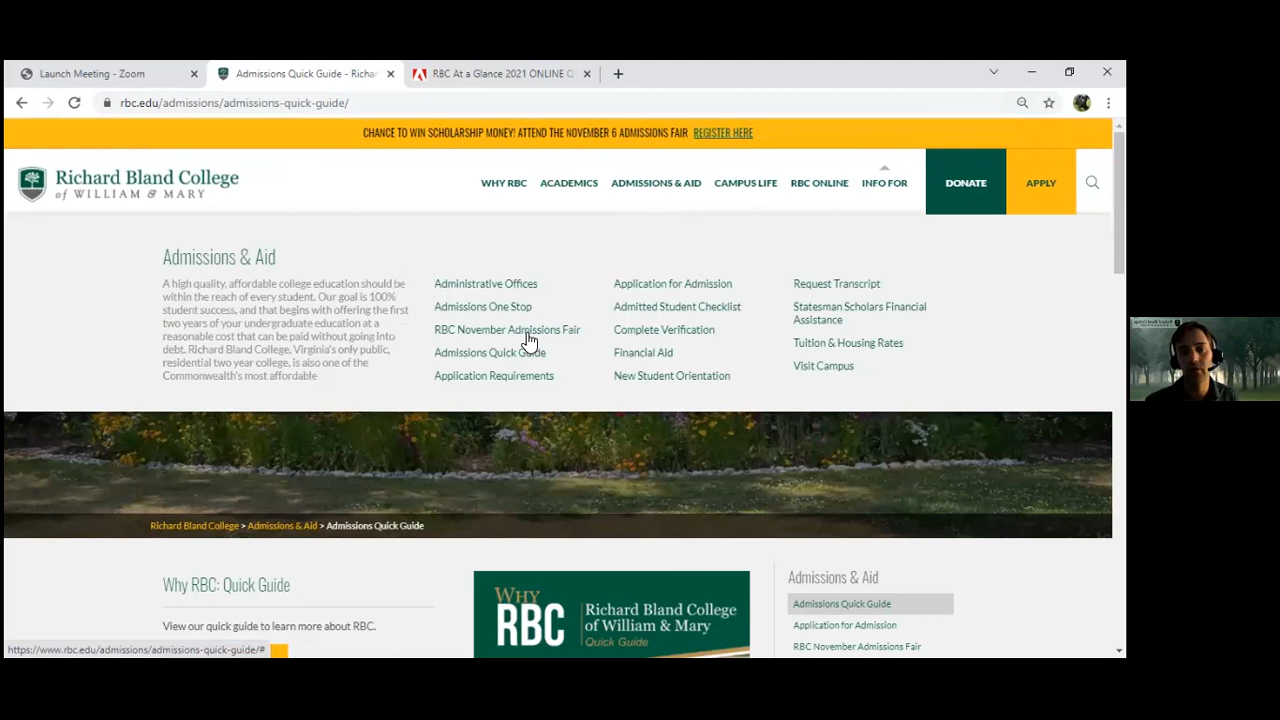 Launch Meeting - Zoom
Admissions Quick Guide - Richar
RBC At a Glance 2021 ONLINE Q
rbc.edu/admissions/admissions-quick-guide/
CHANCE TO WIN SCHOLARSHIP MONEY! ATTEND THE NOVEMBER 6 ADMISSIONS FAIR REGISTER HERE
Richard Bland College
of WILLIAM & MARY
WHY RBC
ACADEMICS
ADMISSIONS & AID
CAMPUS LIFE
RBC ONLINE
INFO FOR
DONATE
APPLY
Admissions & Aid
A high quality, affordable college education should be
within the reach of every student. Our goal is 100%
student success, and that begins with offering the first
two years of your undergraduate education at a
reasonable cost that can be paid without going into
debt. Richard Bland College, Virginia's only public,
residential two year college, is also one of the
Commonwealth's most affordable
Administrative Offices
Admissions One Stop
RBC November Admissions Fair
Admissions Quick Guide
Application Requirements
Application for Admission
Admitted Student Checklist
Complete Verification
Financial Aid
New Student Orientation
Request Transcript
Statesman Scholars Financial
Assistance
Tuition & Housing Rates
Visit Campus
Richard Bland College > Admissions & Aid > Admissions Quick Guide
Why RBC: Quick Guide
View our quick guide to learn more about RBC.
WHY
RBC
Richard Bland College
of William & Mary
Quick Guide
Admissions & Aid
Admissions Quick Guide
Application for Admission
RBC November Admissions Fair
https://www.rbc.edu/admissions/admissions-quick-guide/#